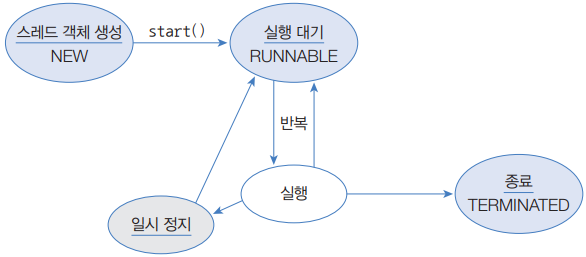 스레드 객체 생성
NEW
start()
실행 대기
RUNNABLE
반복
실행
일시 정지
종료
TERMINATED